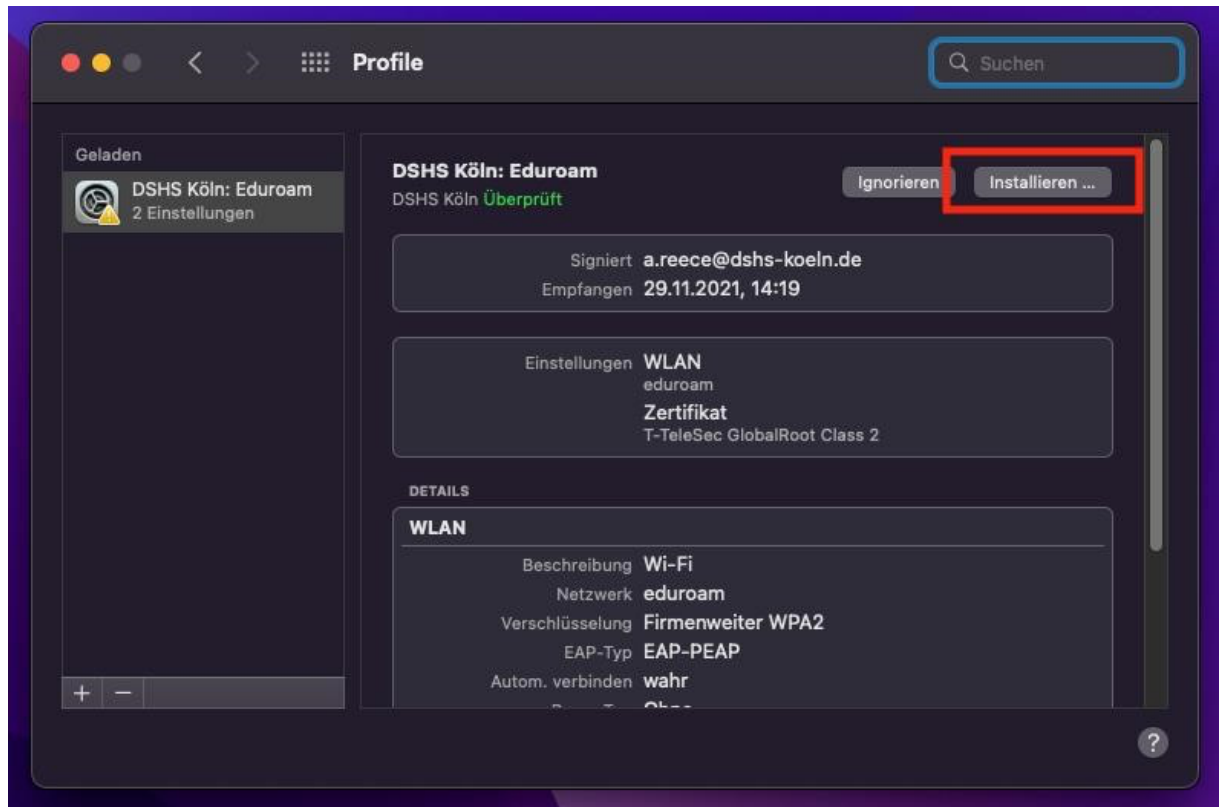 Profile
Suchen
Geladen
DSHS Köln: Eduroam
2 Einstellungen
DSHS Köln: Eduroam
DSHS Köln Überprüft
Ignorieren
Installieren ...
Signiert a.reece@dshs-koeln.de
Empfangen 29.11.2021, 14:19
Einstellungen WLAN
eduroam
Zertifikat
T-TeleSec GlobalRoot Class 2
DETAILS
WLAN
Beschreibung Wi-Fi
Netzwerk eduroam
Verschlüsselung Firmenweiter WPA2
EAP-Typ EAP-PEAP
Autom. verbinden wahr
+ −
?